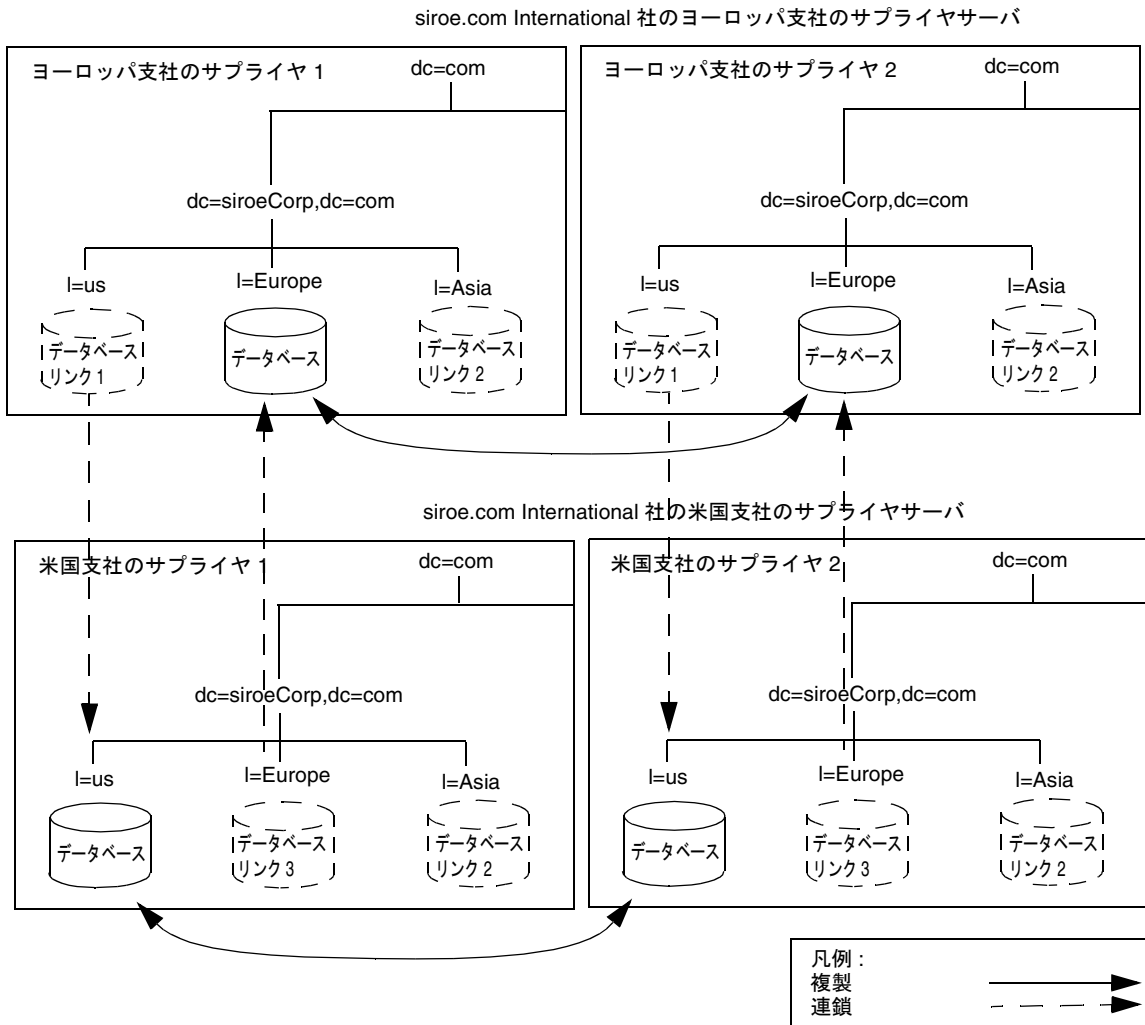 siroe.com International 社のヨーロッパ支社のサプライヤサーバ
ヨーロッパ支社のサプライヤ 1
dc=com
dc=siroeCorp,dc=com
l=us
l=Europe
l=Asia
データベース
リンク 1
データベース
データベース
リンク 2
ヨーロッパ支社のサプライヤ 2
dc=com
dc=siroeCorp,dc=com
l=us
l=Europe
l=Asia
データベース
リンク 1
データベース
データベース
リンク 2
siroe.com International 社の米国支社のサプライヤサーバ
米国支社のサプライヤ 1
dc=com
dc=siroeCorp,dc=com
l=us
l=Europe
l=Asia
データベース
データベース
リンク 3
データベース
リンク 2
米国支社のサプライヤ 2
dc=com
dc=siroeCorp,dc=com
l=us
l=Europe
l=Asia
データベース
データベース
リンク 3
データベース
リンク 2
凡例 :
複製
連鎖